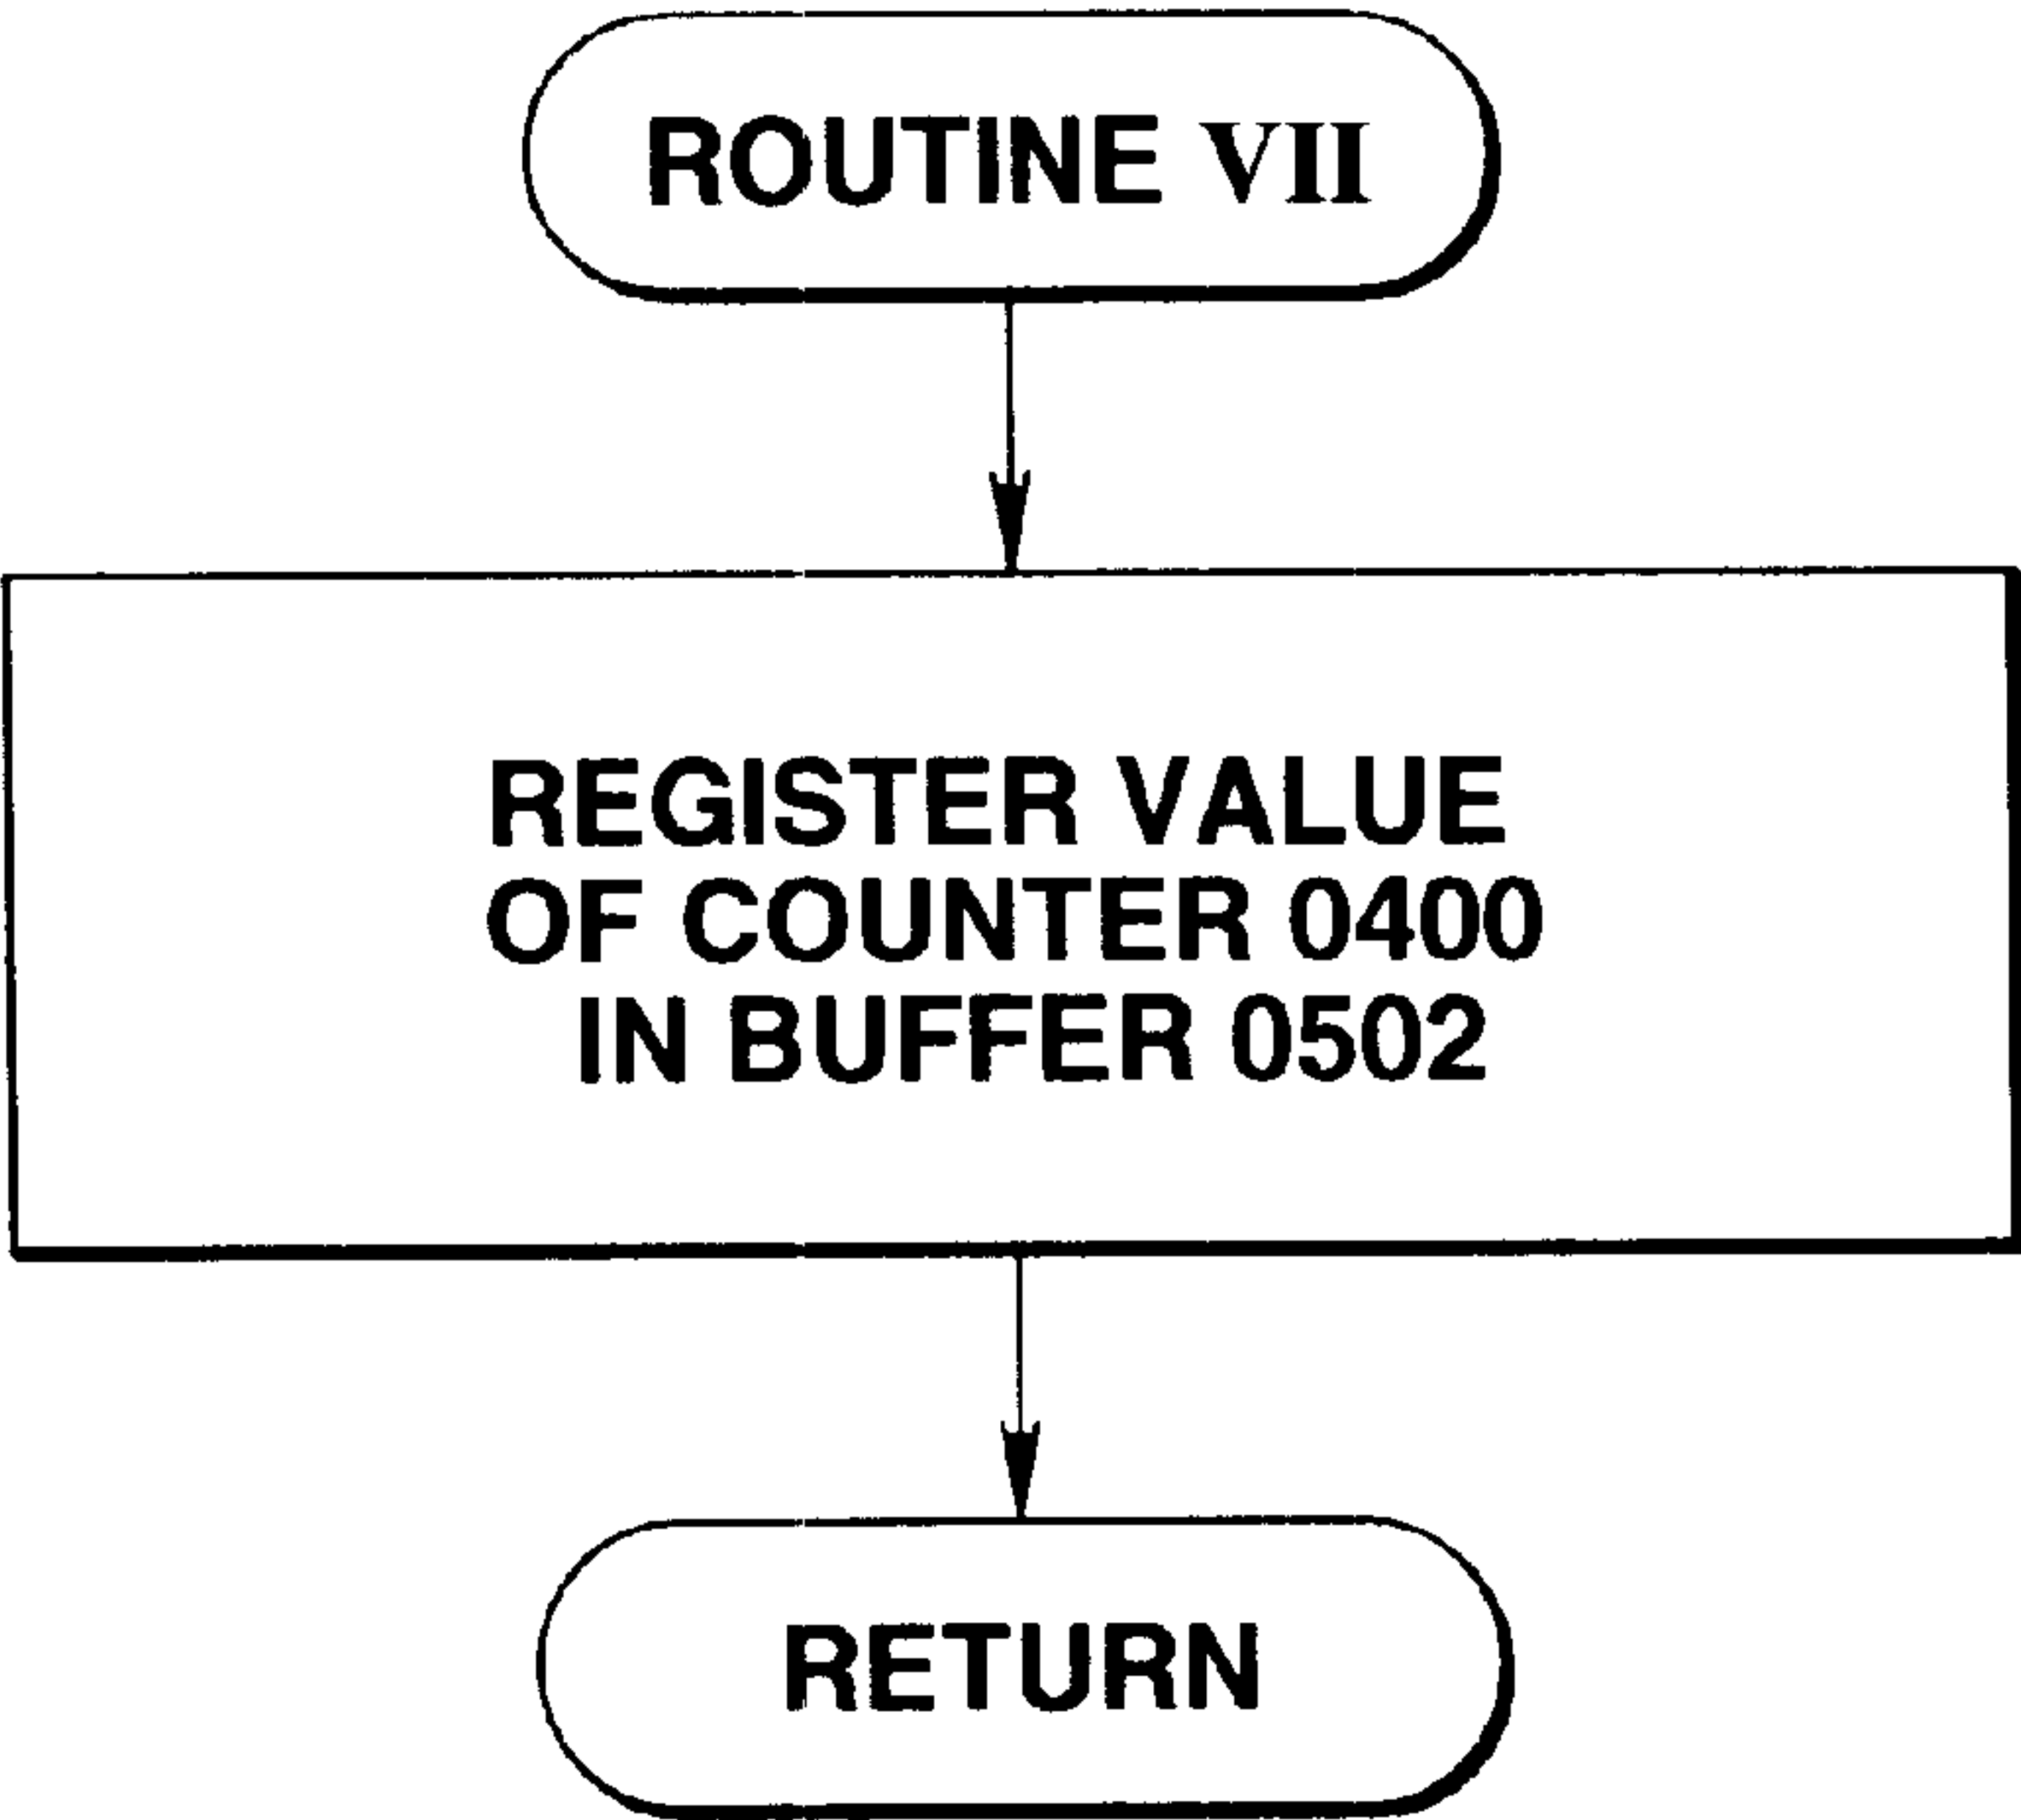 ROUTINE VII
REGISTER VALUE
OF COUNTER 0400
IN BUFFER 0502
RETURN